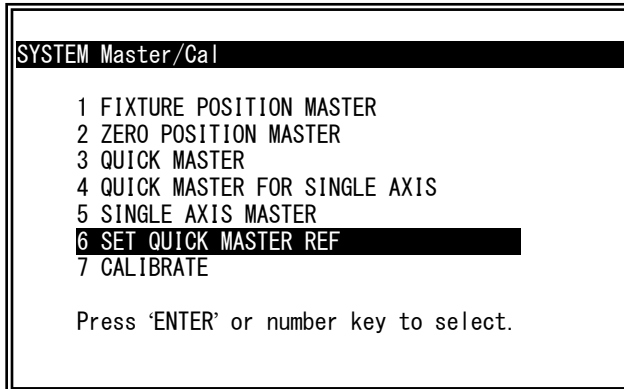 SYSTEM Master/Cal
1 FIXTURE POSITION MASTER
2 ZERO POSITION MASTER
3 QUICK MASTER
4 QUICK MASTER FOR SINGLE AXIS
5 SINGLE AXIS MASTER
6 SET QUICK MASTER REF
7 CALIBRATE
Press ‘ENTER’ or number key to select.